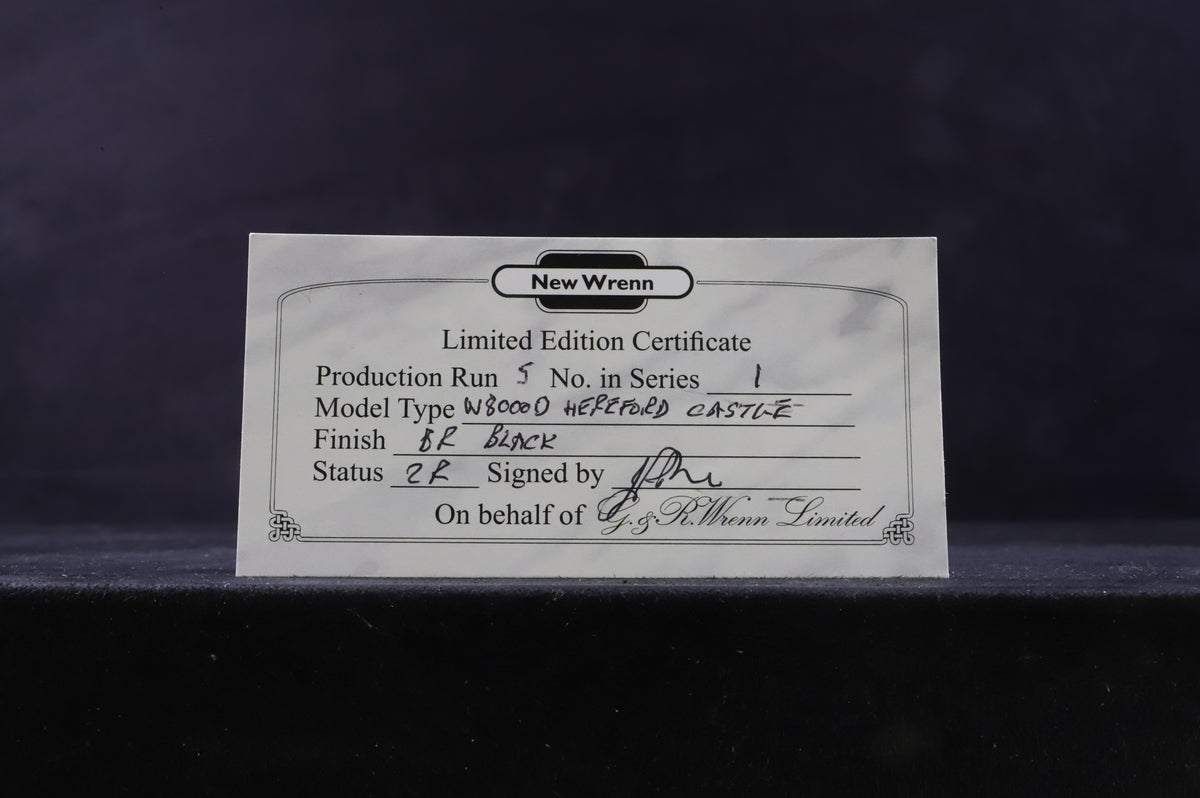 New Wrenn
Limited Edition Certificate
Production Run 5 No. in Series 1
Model Type W8000D HEREFORD CASTLE
Finish BR BLACK
Status 2R Signed by
On behalf of G. & R. Wrenn Limited